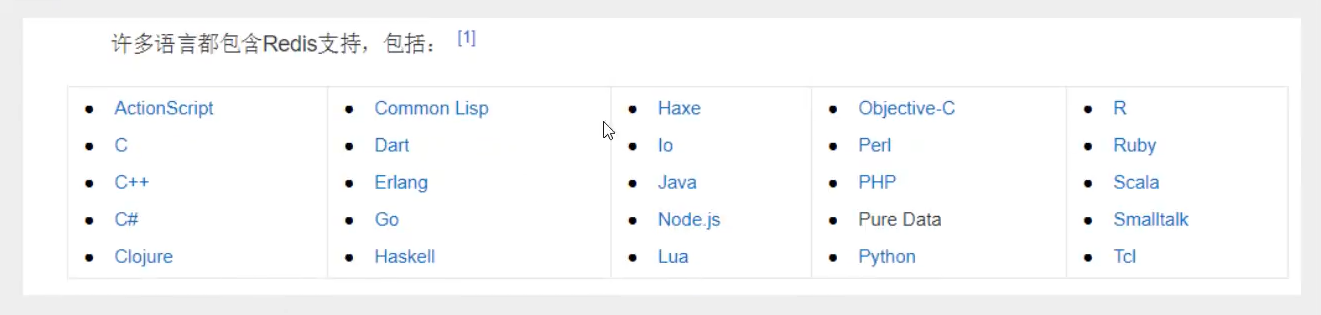 许多语言都包含Redis支持，包括： [1]
ActionScript
C
C++
C#
Clojure
Common Lisp
Dart
Erlang
Go
Haskell
Haxe
Io
Java
Node.js
Lua
Objective-C
Perl
PHP
Pure Data
Python
R
Ruby
Scala
Smalltalk
Tcl